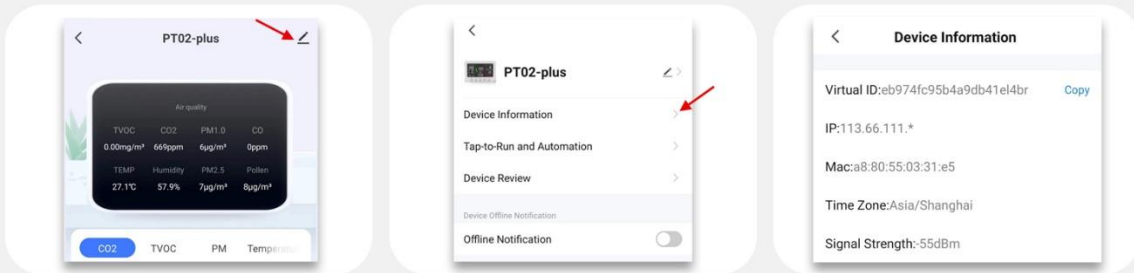 PT02-plus
Air quality
TVOC CO2 PM1.0 CO
0.00mg/m³ 669ppm 6μg/m³ 0ppm
TEMP Humidity PM2.5 Pollen
27.1℃ 57.9% 7μg/m³ 8μg/m³
CO2 TVOC PM Tempera
PT02-plus
Device Information
Tap-to-Run and Automation
Device Review
Device Offline Notification
Offline Notification
Device Information
Virtual ID:eb974fc95b4a9db41el4br Copy
IP:113.66.111.*
Mac:a8:80:55:03:31:e5
Time Zone:Asia/Shanghai
Signal Strength:-55dBm